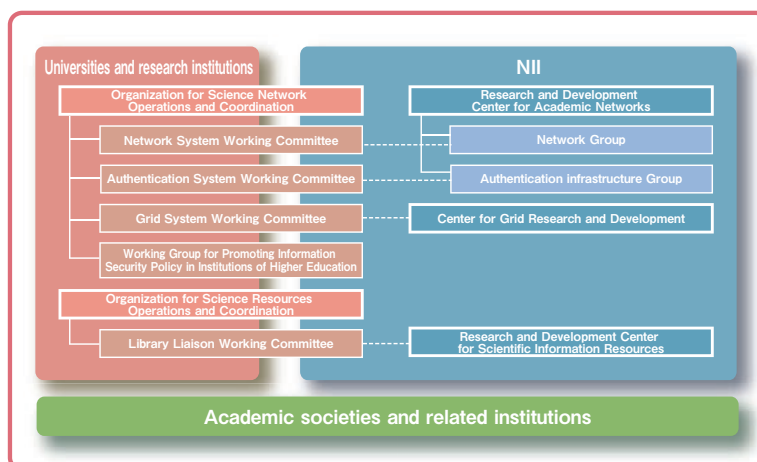 Universities and research institutions
Organization for Science Network
Operations and Coordination
Network System Working Committee
Authentication System Working Committee
Grid System Working Committee
Working Group for Promoting Information
Security Policy in Institutions of Higher Education
Organization for Science Resources
Operations and Coordination
Library Liaison Working Committee
NII
Research and Development
Center for Academic Networks
Network Group
Authentication infrastructure Group
Center for Grid Research and Development
Research and Development Center
for Scientific Information Resources
Academic societies and related institutions